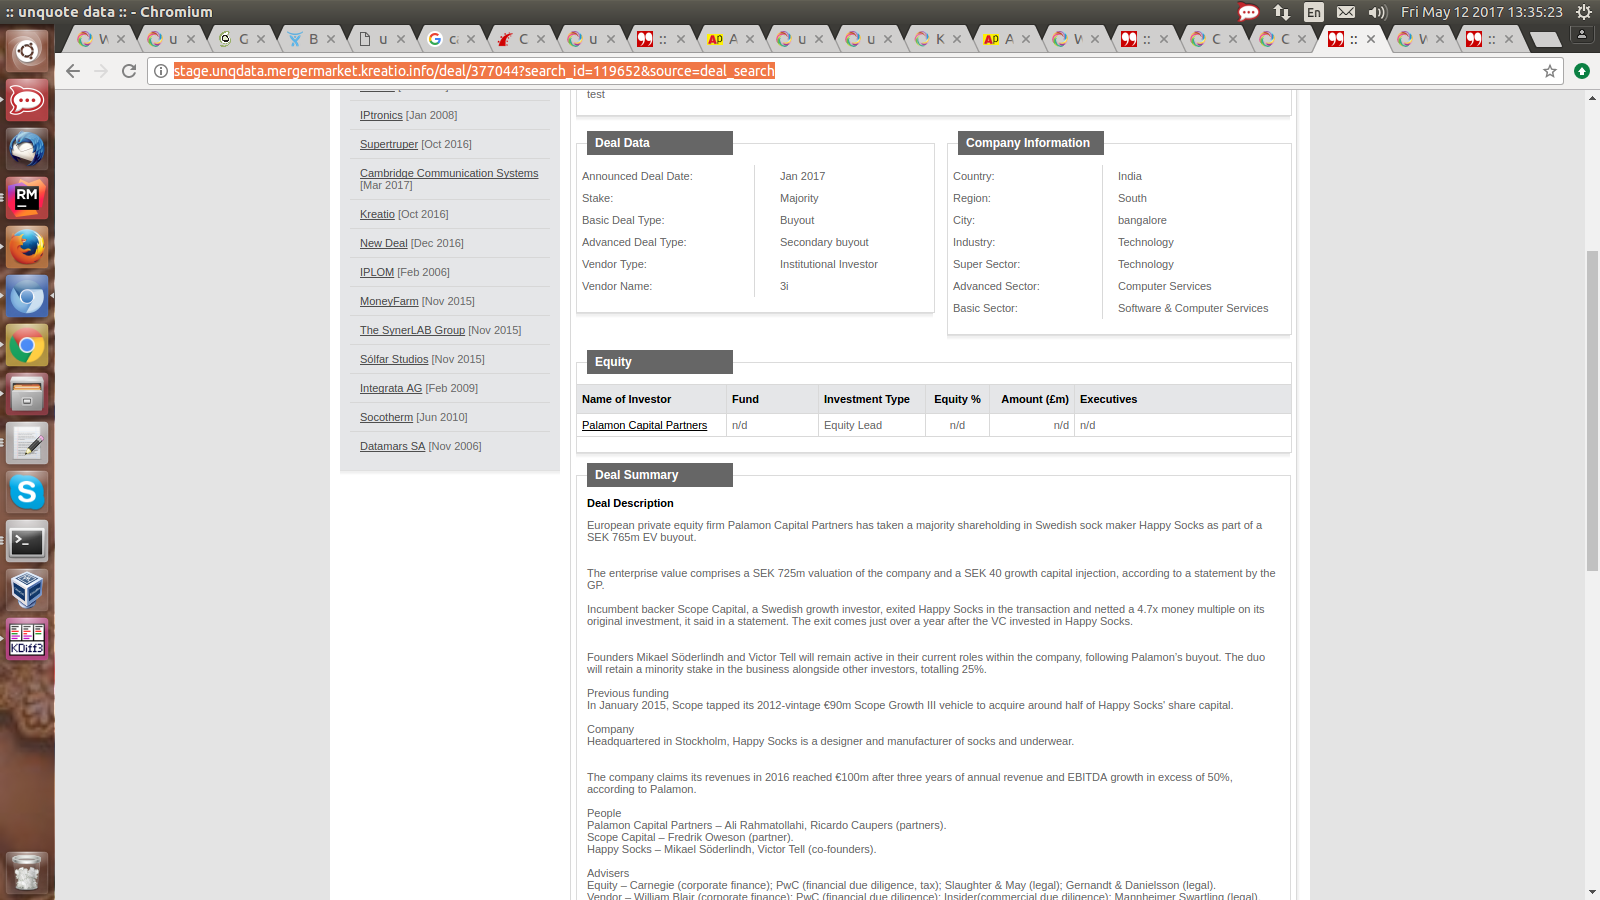 :: unquote data :: - Chromium
En
Fri May 12 2017 13:35:23
stage.unqdata.mergermarket.kreatio.info/deal/377044?search_id=119652&source=deal_search
test
IPtronics [Jan 2008]
Supertruper [Oct 2016]
Cambridge Communication Systems
[Mar 2017]
Kreatio [Oct 2016]
New Deal [Dec 2016]
IPLOM [Feb 2006]
MoneyFarm [Nov 2015]
The SynerLAB Group [Nov 2015]
Sólfar Studios [Nov 2015]
Integrata AG [Feb 2009]
Socotherm [Jun 2010]
Datamars SA [Nov 2006]
Deal Data
Announced Deal Date: Jan 2017
Stake: Majority
Basic Deal Type: Buyout
Advanced Deal Type: Secondary buyout
Vendor Type: Institutional Investor
Vendor Name: 3i
Company Information
Country: India
Region: South
City: bangalore
Industry: Technology
Super Sector: Technology
Advanced Sector: Computer Services
Basic Sector: Software & Computer Services
Equity
Name of Investor Fund Investment Type Equity % Amount (£m) Executives
Palamon Capital Partners n/d Equity Lead n/d n/d n/d
Deal Summary
Deal Description
European private equity firm Palamon Capital Partners has taken a majority shareholding in Swedish sock maker Happy Socks as part of a
SEK 765m EV buyout.
The enterprise value comprises a SEK 725m valuation of the company and a SEK 40 growth capital injection, according to a statement by the
GP.
Incumbent backer Scope Capital, a Swedish growth investor, exited Happy Socks in the transaction and netted a 4.7x money multiple on its
original investment, it said in a statement. The exit comes just over a year after the VC invested in Happy Socks.
Founders Mikael Söderlindh and Victor Tell will remain active in their current roles within the company, following Palamon's buyout. The duo
will retain a minority stake in the business alongside other investors, totalling 25%.
Previous funding
In January 2015, Scope tapped its 2012-vintage €90m Scope Growth III vehicle to acquire around half of Happy Socks' share capital.
Company
Headquartered in Stockholm, Happy Socks is a designer and manufacturer of socks and underwear.
The company claims its revenues in 2016 reached €100m after three years of annual revenue and EBITDA growth in excess of 50%,
according to Palamon.
People
Palamon Capital Partners – Ali Rahmatollahi, Ricardo Caupers (partners).
Scope Capital – Fredrik Oweson (partner).
Happy Socks – Mikael Söderlindh, Victor Tell (co-founders).
Advisers
Equity – Carnegie (corporate finance); PwC (financial due diligence, tax); Slaughter & May (legal); Gernandt & Danielsson (legal).
Vendor – William Blair (corporate finance); PwC (financial due diligence); Insider(commercial due diligence); Mannheimer Swartling (legal)